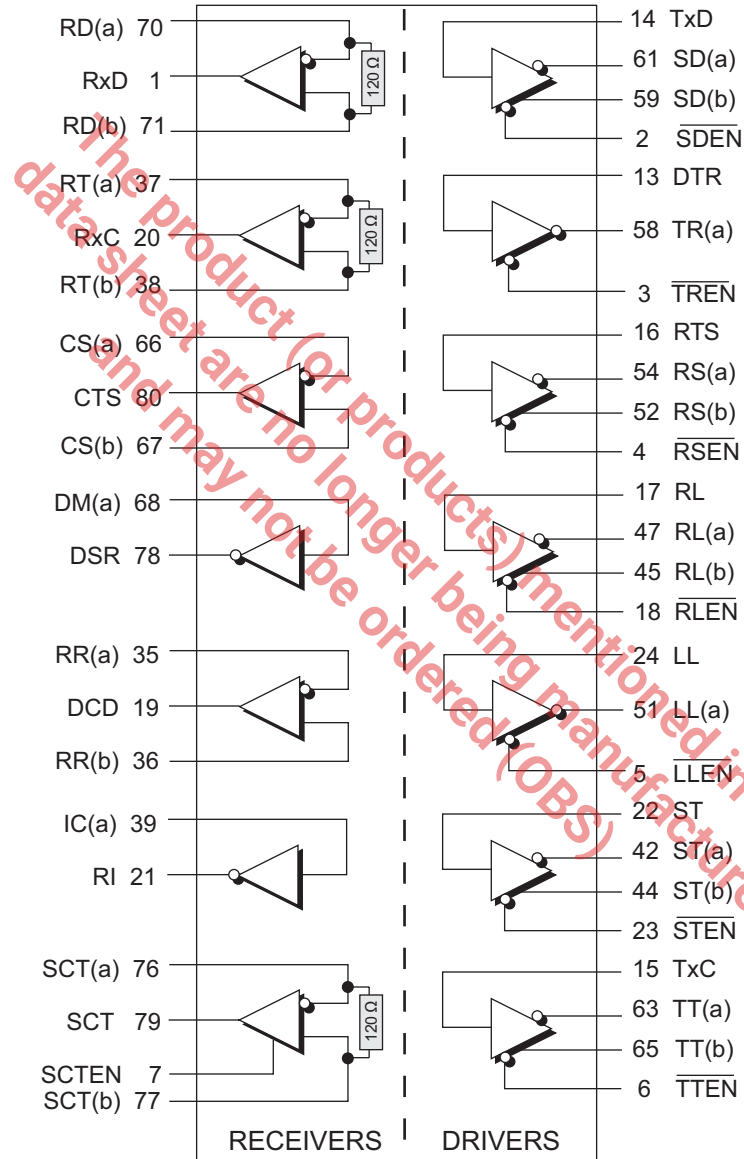 RD(a) 70
RxD 1
RD(b) 71
120 Ω
RT(a) 37
RxC 20
RT(b) 38
120 Ω
CS(a) 66
CTS 80
CS(b) 67
DM(a) 68
DSR 78
RR(a) 35
DCD 19
RR(b) 36
IC(a) 39
RI 21
SCT(a) 76
SCT 79
SCTEN 7
SCT(b) 77
120 Ω
RECEIVERS
14 TxD
61 SD(a)
59 SD(b)
2 SDEN
13 DTR
58 TR(a)
3 TREN
16 RTS
54 RS(a)
52 RS(b)
4 RSEN
17 RL
47 RL(a)
45 RL(b)
18 RLEN
24 LL
51 LL(a)
5 LLEN
22 ST
42 ST(a)
44 ST(b)
23 STEN
15 TxC
63 TT(a)
65 TT(b)
6 TTEN
DRIVERS
The product (or products) mentioned in
data sheet are no longer being manufacture
and may not be ordered (OBS)